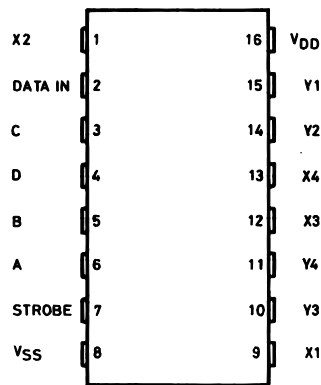 X2 1 16 VDD
DATA IN 2 15 Y1
C 3 14 Y2
D 4 13 X4
B 5 12 X3
A 6 11 Y4
STROBE 7 10 Y3
VSS 8 9 X1